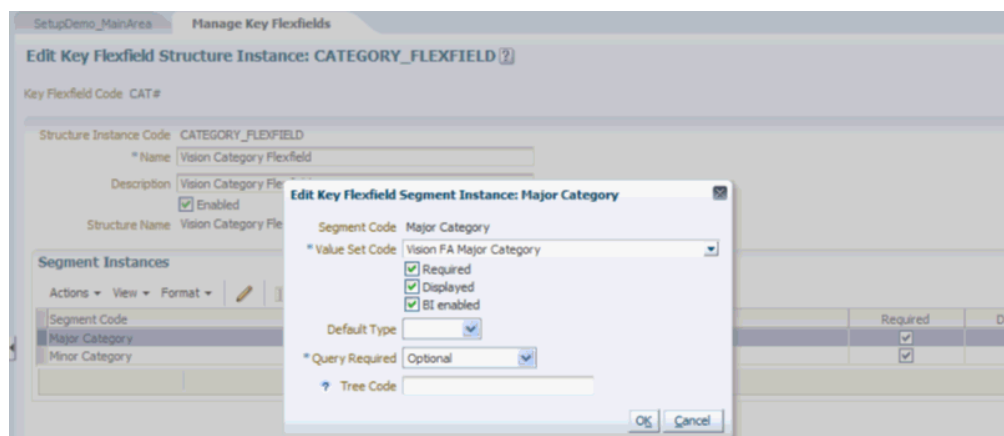 SetupDemo_MainArea Manage Key Flexfields
Edit Key Flexfield Structure Instance: CATEGORY_FLEXFIELD ?
Key Flexfield Code CAT#
Structure Instance Code CATEGORY_FLEXFIELD
* Name Vision Category Flexfield
Description Vision Category Fle
Enabled
Structure Name Vision Category Fle
Segment Instances
Actions View Format
Segment Code Required D
Major Category
Minor Category
Edit Key Flexfield Segment Instance: Major Category
Segment Code Major Category
* Value Set Code Vision FA Major Category
Required
Displayed
BI enabled
Default Type
* Query Required Optional
? Tree Code
OK Cancel